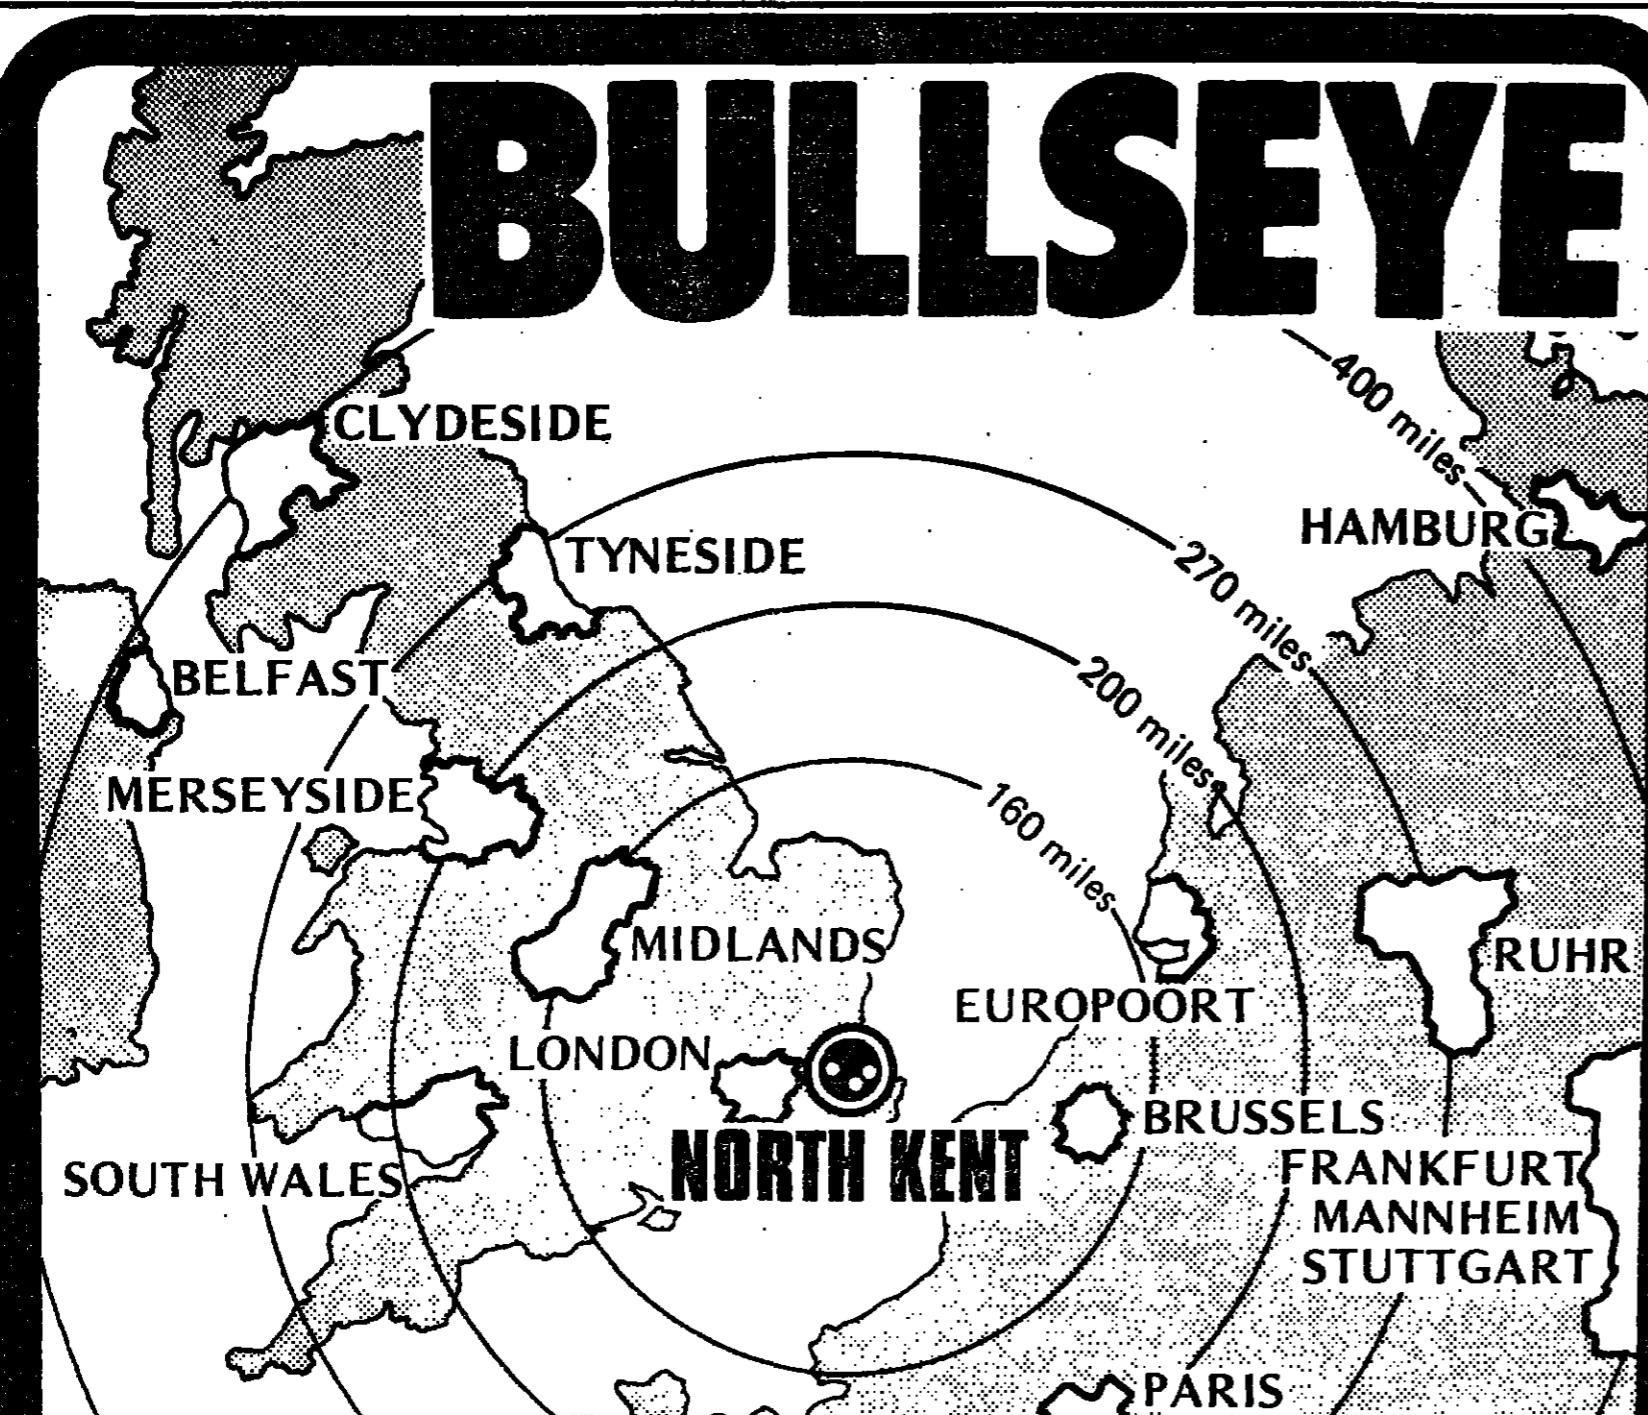 BULLSEYE
400 miles
CLYDESIDE
HAMBURG
TYNESIDE
270 miles
BELFAST
200 miles
MERSEYSIDE
160 miles
MIDLANDS
RUHR
EUROPOORT
LONDON
BRUSSELS
NORTH KENT
SOUTH WALES
FRANKFURT
MANNHEIM
STUTTGART
PARIS